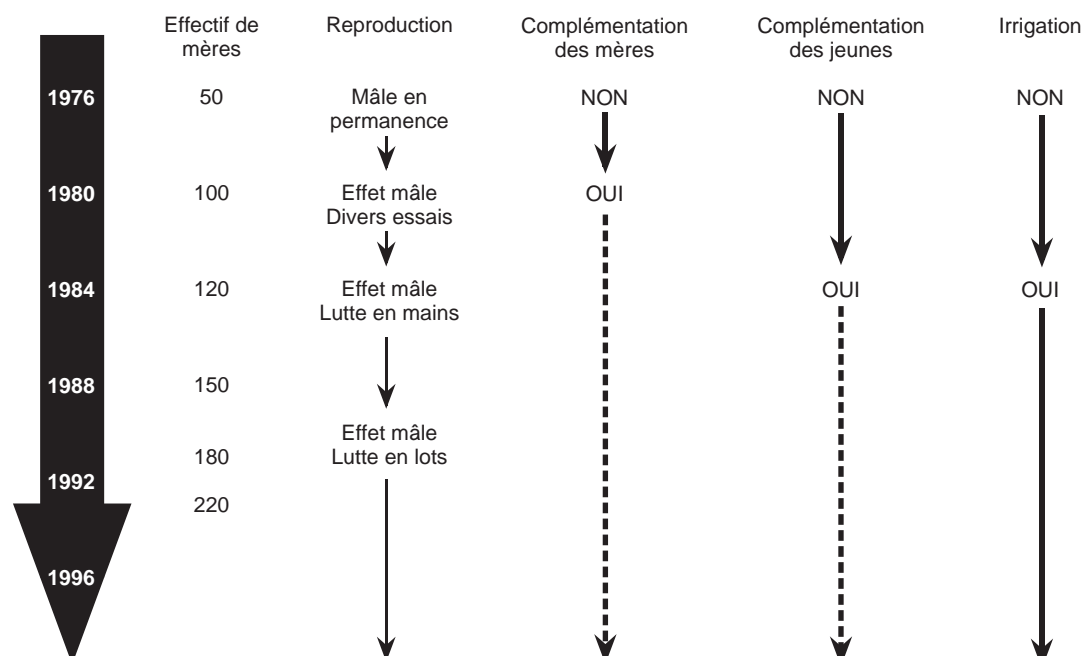 Effectif de mères Reproduction Complémentation des mères Complémentation des jeunes Irrigation
1976 50 Mâle en permanence NON NON NON
1980 100 Effet mâle Divers essais OUI
1984 120 Effet mâle Lutte en mains OUI OUI
1988 150
Effet mâle
180 Lutte en lots
1992
220
1996